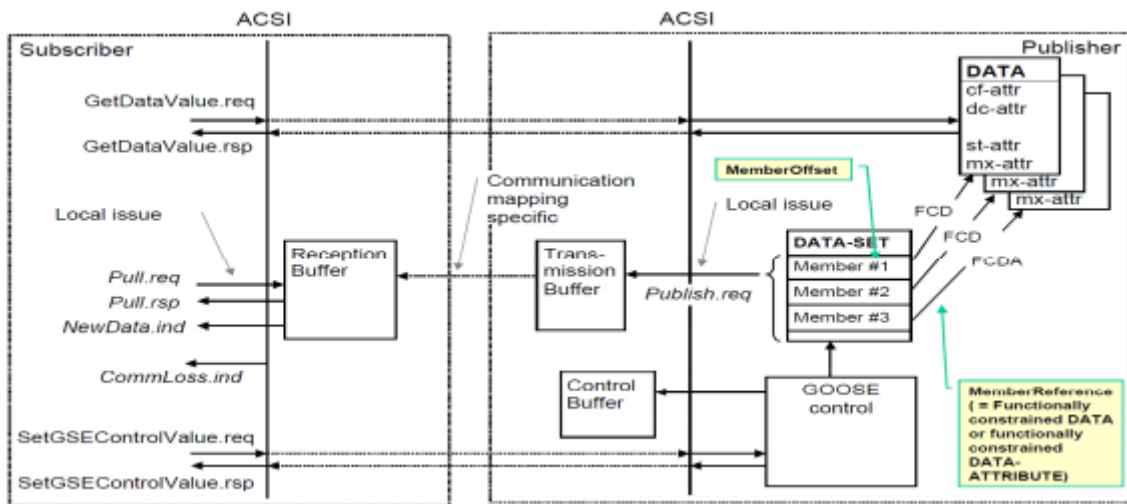 ACSI
ACSI
Subscriber
Publisher
GetDataValue.req
GetDataValue.rsp
DATA
cf-attr
dc-attr
st-attr
mx-attr
mx-attr
mx-attr
MemberOffset
Communication
mapping
specific
Local issue
Local issue
FCD
FCD
FCDA
Reception
Buffer
Trans-
mission
Buffer
DATA-SET
Member #1
Member #2
Member #3
Pull.req
Pull.rsp
NewData.ind
Publish.req
CommLoss.ind
Control
Buffer
GOOSE
control
MemberReference
( = Functionally
constrained DATA
or functionally
constrained
DATA-
ATTRIBUTE)
SetGSEControlValue.req
SetGSEControlValue.rsp